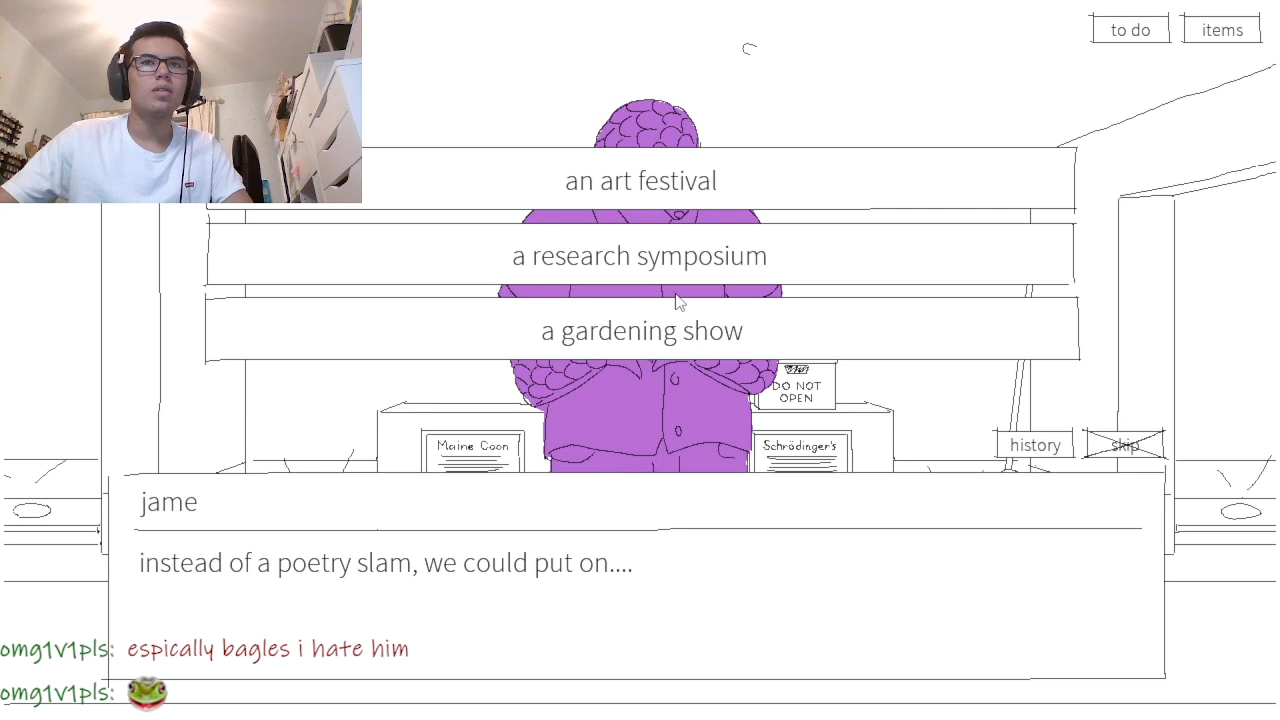 to do
items
an art festival
a research symposium
a gardening show
DO NOT
OPEN
history
skip
Maine Coon
Schrödinger's
jame
instead of a poetry slam, we could put on....
omg1v1pls: espically bagles i hate him
omg1v1pls: